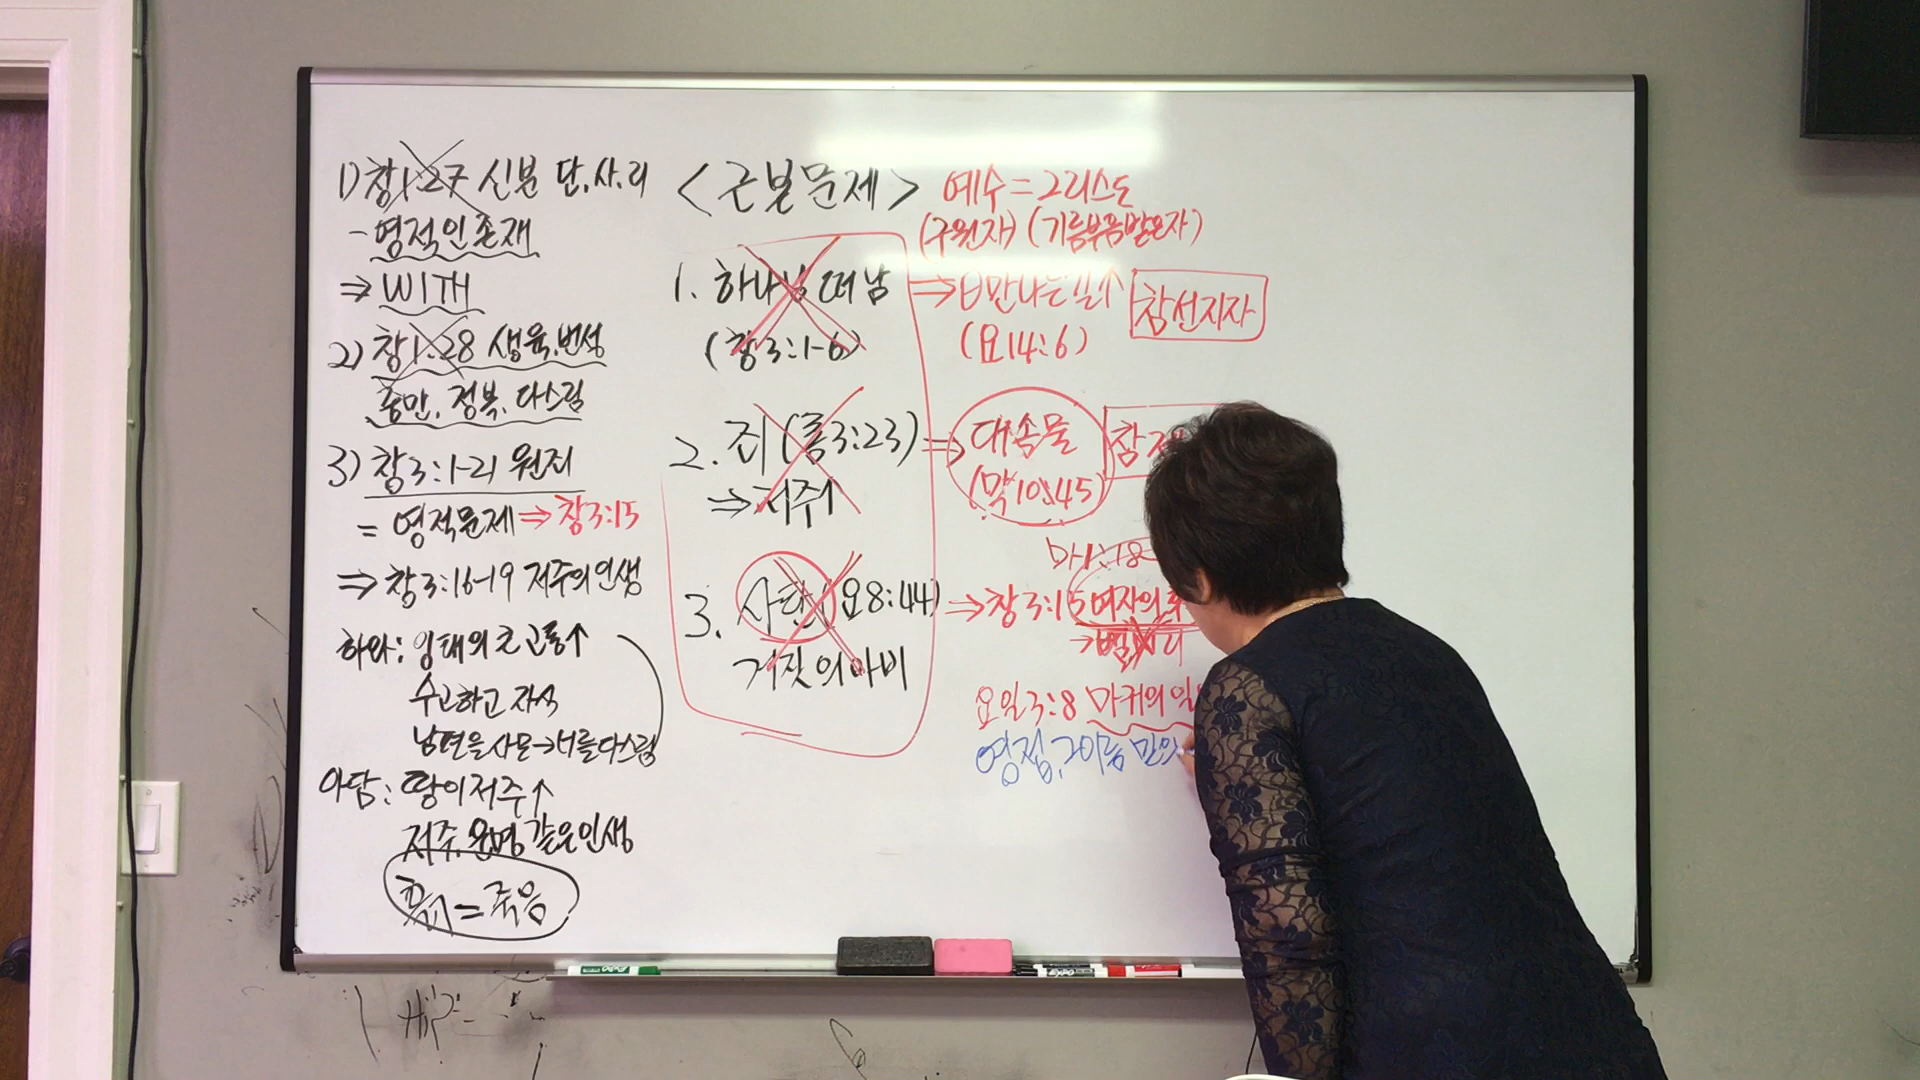 1) 창1:27 신분 단.사.리
- 영적인 존재
⇒ WITH
2) 창1:28 생육.번성
충만. 정복. 다스림
3) 창3:1-21 원죄
= 영적문제 ⇒ 창3:15
⇒ 창3:16-19 저주의 인생
하와: 잉태의 큰 고통↑
수고하고 자식
남편을 사모→너를 다스림
아담: 땅이 저주↑
저주. 운명 같은 인생
= 죽음
<근본문제>
1. 하나님 떠남
(창3:1-6)
2. 죄 (롬3:23)
⇒ 저주↑
3. 사탄 (요8:44)
거짓의 아비
예수 = 그리스도
(구원자) (기름부음받은자)
⇒ 만나는 길↑ 참선지자
(요14:6)
⇒ 대속물 참
(막10:45)
마1:18
⇒ 창3:15 여자의 후
요일3:8 마귀의 일
영접. 그 이름 믿